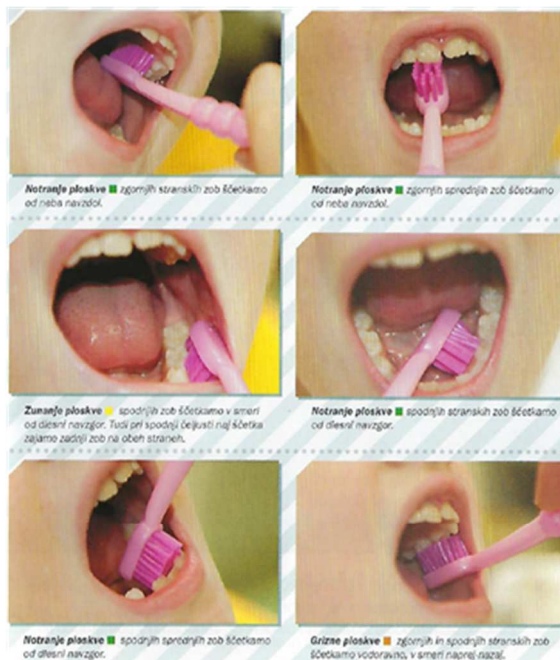 Notranje ploskve zgornjih stranskih zob ščetkamo
od neba navzdol.
Notranje ploskve zgornjih sprednjih zob ščetkamo
od neba navzdol.
Zunanje ploskve spodnjih zob ščetkamo v smeri
od dlesni navzgor. Tudi pri spodnji čeljusti naj ščetka
zajame zadnji zob na obeh straneh.
Notranje ploskve spodnjih stranskih zob ščetkamo
od dlesni navzgor.
Notranje ploskve spodnjih sprednjih zob ščetkamo
od dlesni navzgor.
Grizne ploskve zgornjih in spodnjih stranskih zob
ščetkamo vodoravno, v smeri naprej-nazaj.